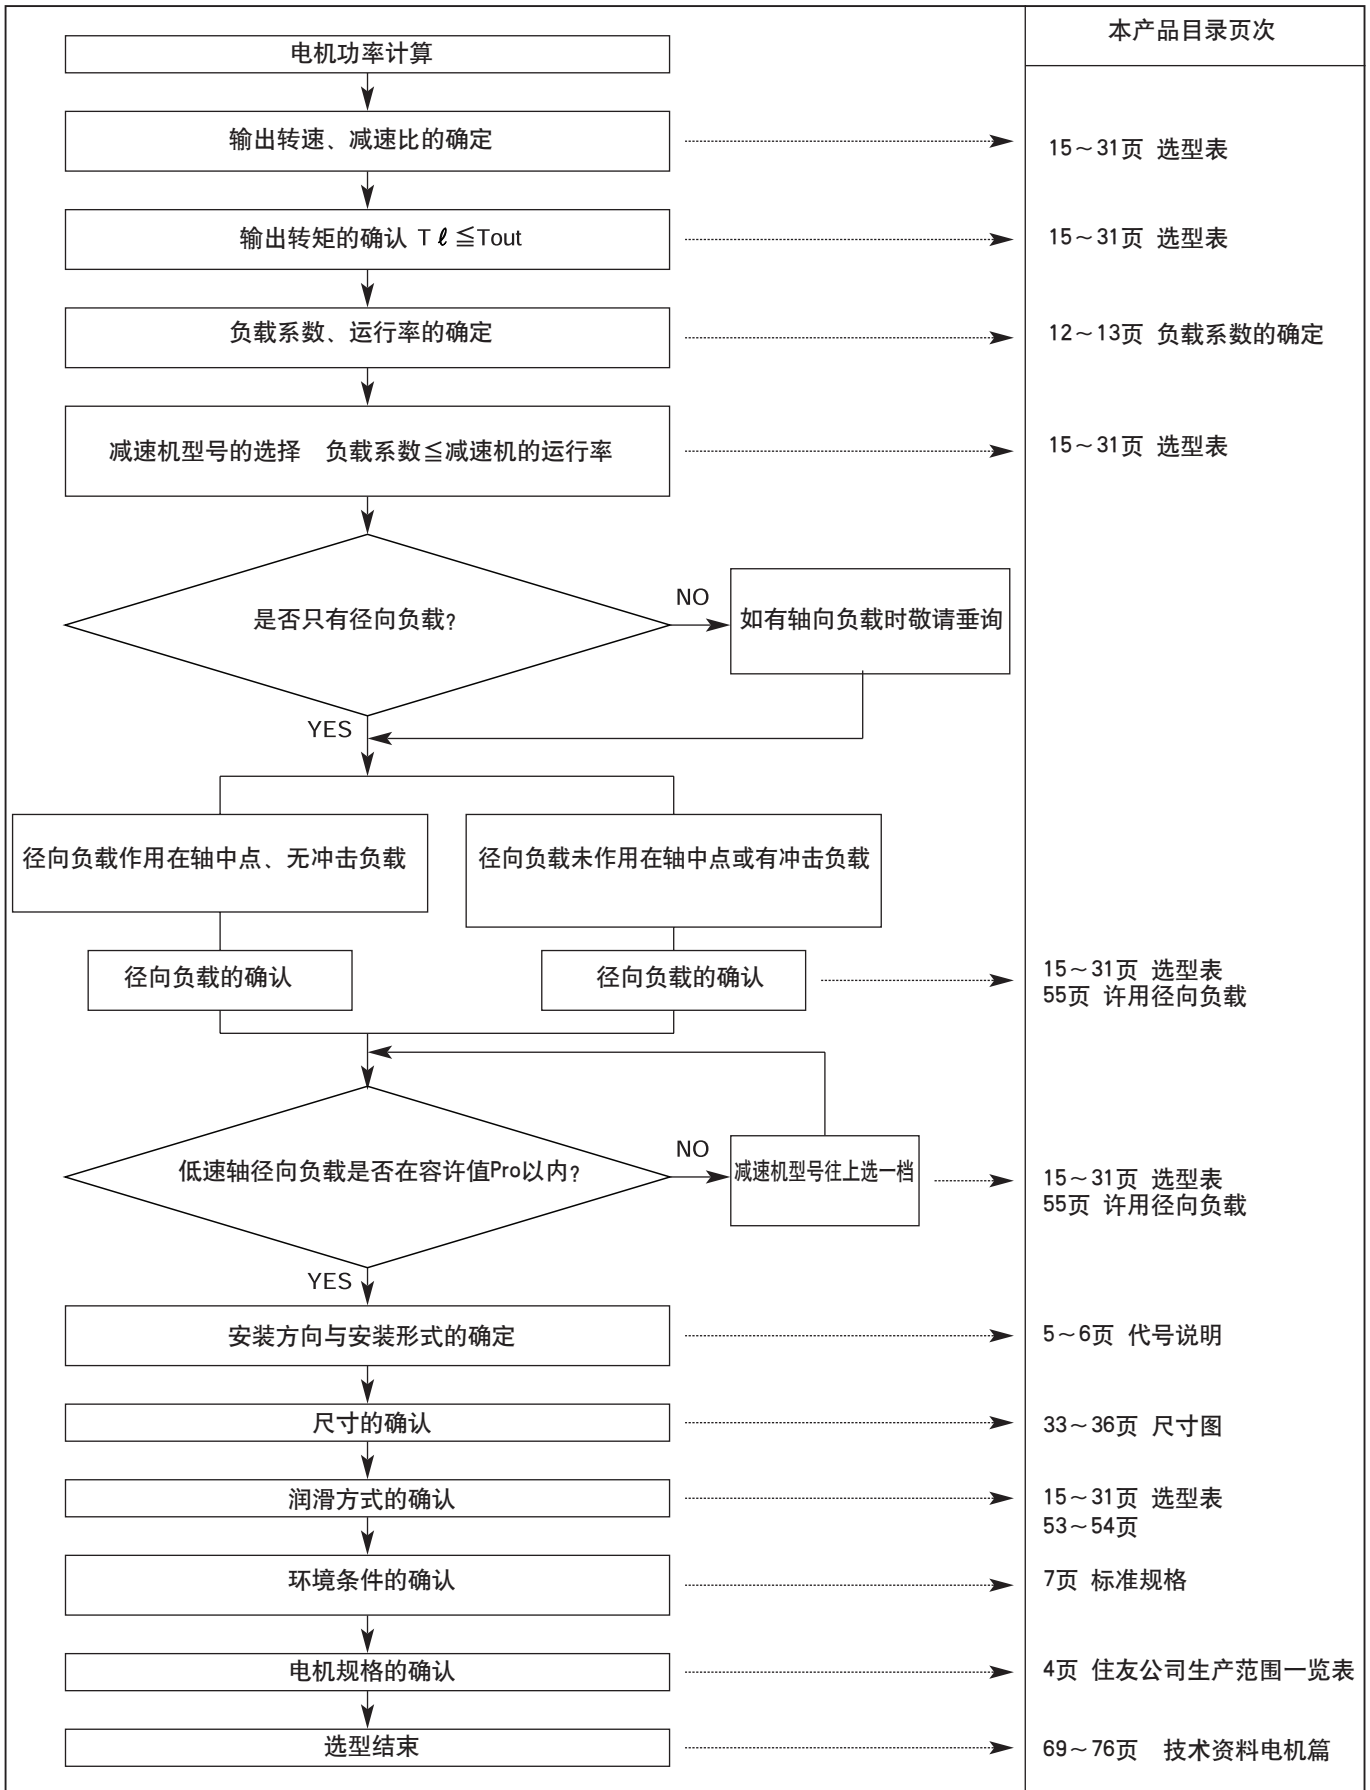 本产品目录页次
电机功率计算
输出转速、减速比的确定
15～31页 选型表
输出转矩的确认 Tℓ≦Tout
15～31页 选型表
负载系数、运行率的确定
12～13页 负载系数的确定
减速机型号的选择 负载系数≦减速机的运行率
15～31页 选型表
是否只有径向负载?
NO
如有轴向负载时敬请垂询
YES
径向负载作用在轴中点、无冲击负载
径向负载未作用在轴中点或有冲击负载
径向负载的确认
径向负载的确认
15～31页 选型表
55页 许用径向负载
低速轴径向负载是否在容许值Pro以内?
NO
减速机型号往上选一档
15～31页 选型表
55页 许用径向负载
YES
安装方向与安装形式的确定
5～6页 代号说明
尺寸的确认
33～36页 尺寸图
润滑方式的确认
15～31页 选型表
53～54页
环境条件的确认
7页 标准规格
电机规格的确认
4页 住友公司生产范围一览表
选型结束
69～76页 技术资料电机篇